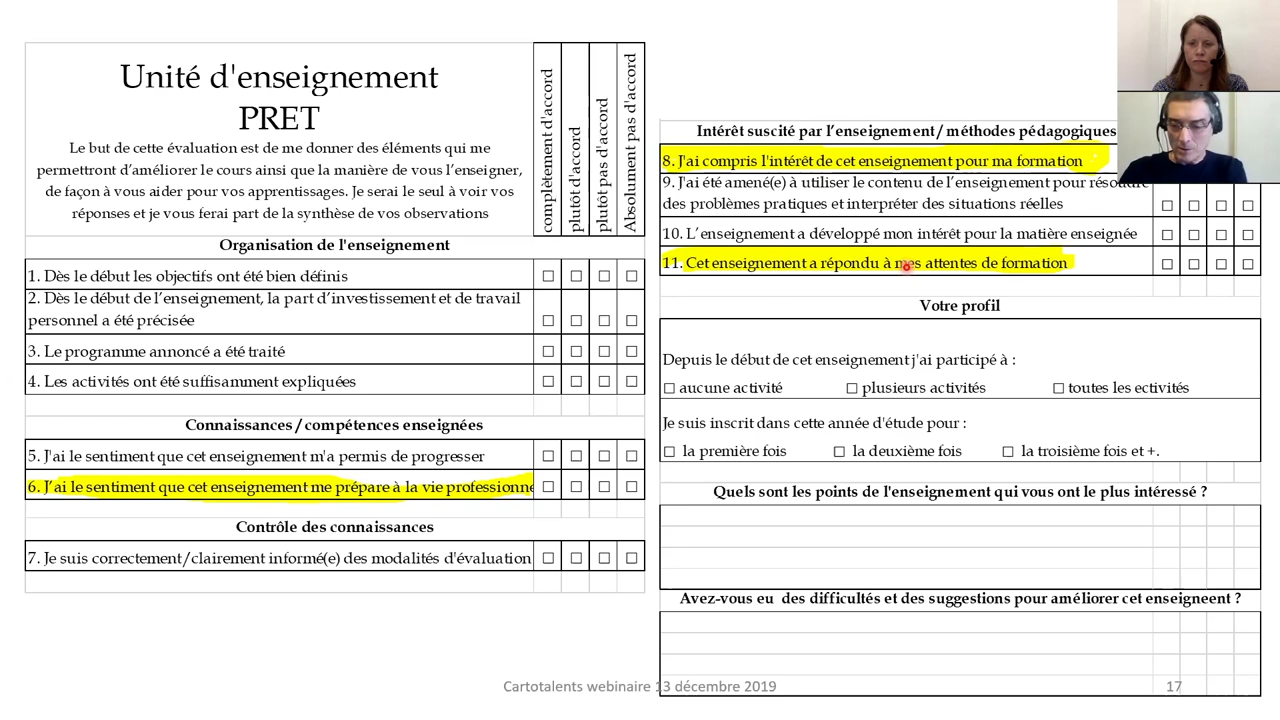 Unité d'enseignement
PRET
Le but de cette évaluation est de me donner des éléments qui me
permettront d’améliorer le cours ainsi que la manière de vous l’enseigner,
de façon à vous aider pour vos apprentissages. Je serai le seul à voir vos
réponses et je vous ferai part de la synthèse de vos observations
complètement d'accord
plutôt d'accord
plutôt pas d'accord
Absolument pas d'accord
Organisation de l'enseignement
1. Dès le début les objectifs ont été bien définis
2. Dès le début de l’enseignement, la part d’investissement et de travail
personnel a été précisée
3. Le programme annoncé a été traité
4. Les activités ont été suffisamment expliquées
Connaissances / compétences enseignées
5. J'ai le sentiment que cet enseignement m'a permis de progresser
6. J’ai le sentiment que cet enseignement me prépare à la vie professionne
Contrôle des connaissances
7. Je suis correctement/clairement informé(e) des modalités d'évaluation
Intérêt suscité par l’enseignement / méthodes pédagogiques
8. J'ai compris l'intérêt de cet enseignement pour ma formation
9. J'ai été amené(e) à utiliser le contenu de l’enseignement pour résoudre
des problèmes pratiques et interpréter des situations réelles
10. L’enseignement a développé mon intérêt pour la matière enseignée
11. Cet enseignement a répondu à mes attentes de formation
Votre profil
Depuis le début de cet enseignement j'ai participé à :
☐ aucune activité ☐ plusieurs activités ☐ toutes les ectivités
Je suis inscrit dans cette année d'étude pour :
☐ la première fois ☐ la deuxième fois ☐ la troisième fois et +.
Quels sont les points de l'enseignement qui vous ont le plus intéressé ?
Avez-vous eu des difficultés et des suggestions pour améliorer cet enseigneent ?
Cartotalents webinaire 13 décembre 2019
17